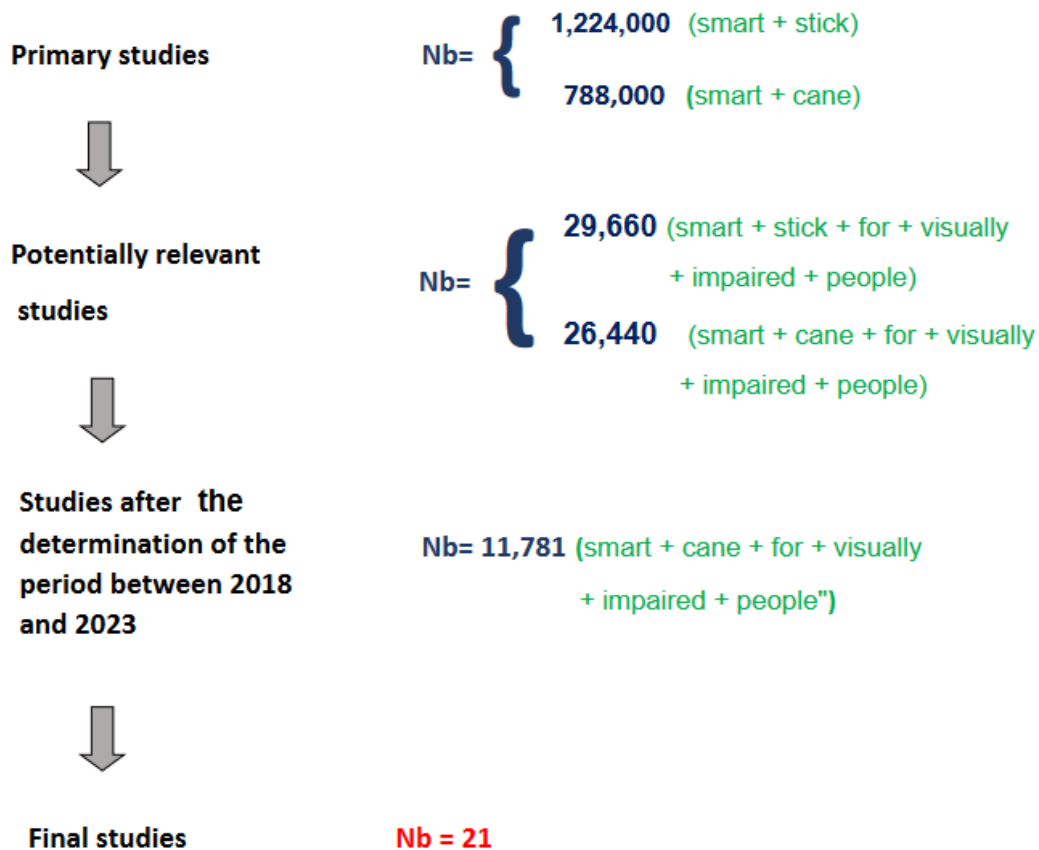 1,224,000 (smart + stick)
Primary studies Nb= {
788,000 (smart + cane)
29,660 (smart + stick + for + visually
Potentially relevant
+ impaired + people)
studies Nb= {
26,440 (smart + cane + for + visually
+ impaired + people)
Studies after the
determination of the Nb= 11,781 (smart + cane + for + visually
period between 2018
+ impaired + people")
and 2023
Final studies Nb = 21